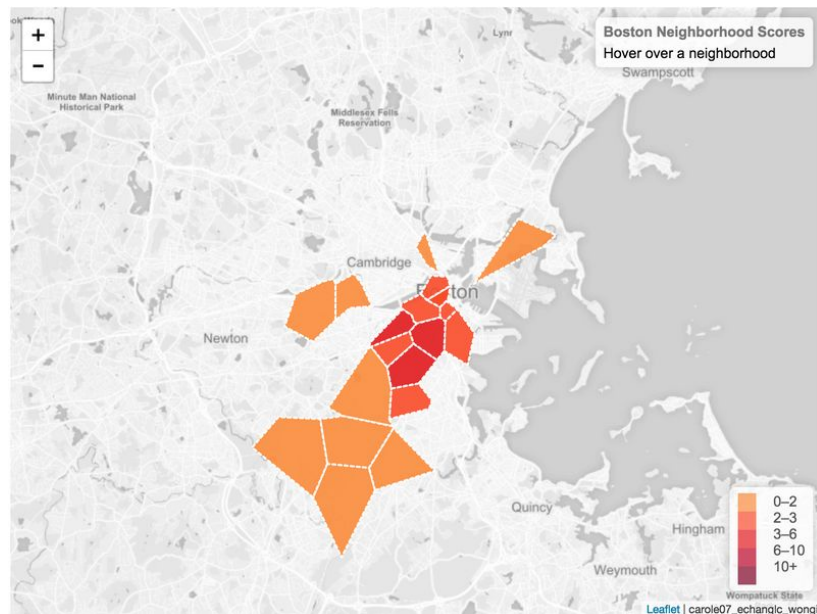 +
−
Boston Neighborhood Scores
Hover over a neighborhood
Swampscott
Minute Man National
Historical Park
Middlesex Fells
Reservation
Cambridge
Newton
Quincy
Hingham
Weymouth
0–2
2–3
3–6
6–10
10+
Wompatuck State
Leaflet | carole07_echanglc_wongi